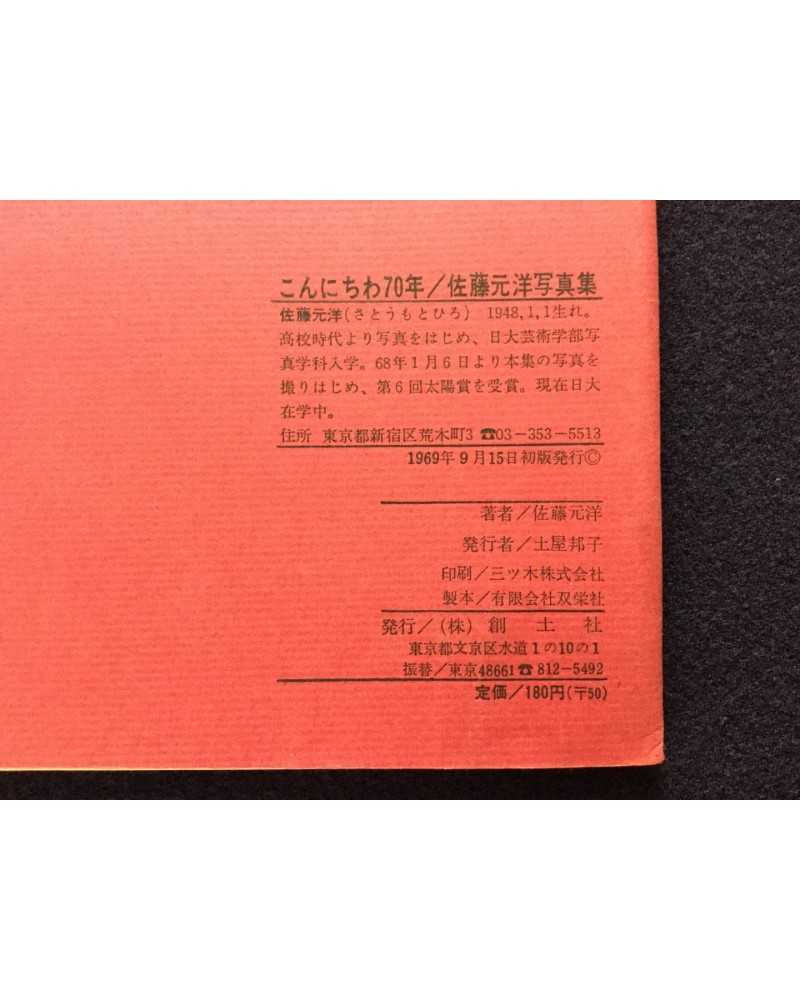 こんにちわ70年/佐藤元洋写真集
佐藤元洋(さとうもとひろ) 1948,1,1生れ。
高校時代より写真をはじめ、日大芸術学部写
真学科入学。68年1月6日より本集の写真を
撮りはじめ、第6回太陽賞を受賞。現在日大
在学中。
住所 東京都新宿区荒木町3 ☎03-353-5513
1969年9月15日初版発行©
著者/佐藤元洋
発行者/土屋邦子
印刷/三ツ木株式会社
製本/有限会社双栄社
発行/(株) 創土社
東京都文京区水道1の10の1
振替/東京48661☎812-5492
定価/180円(〒50)